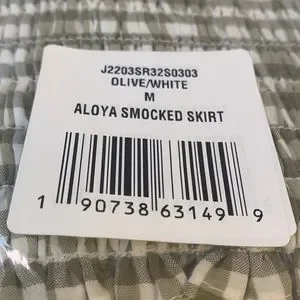 J2203SR32S0303
OLIVE/WHITE
M
ALOYA SMOCKED SKIRT
1 90738 63149 9